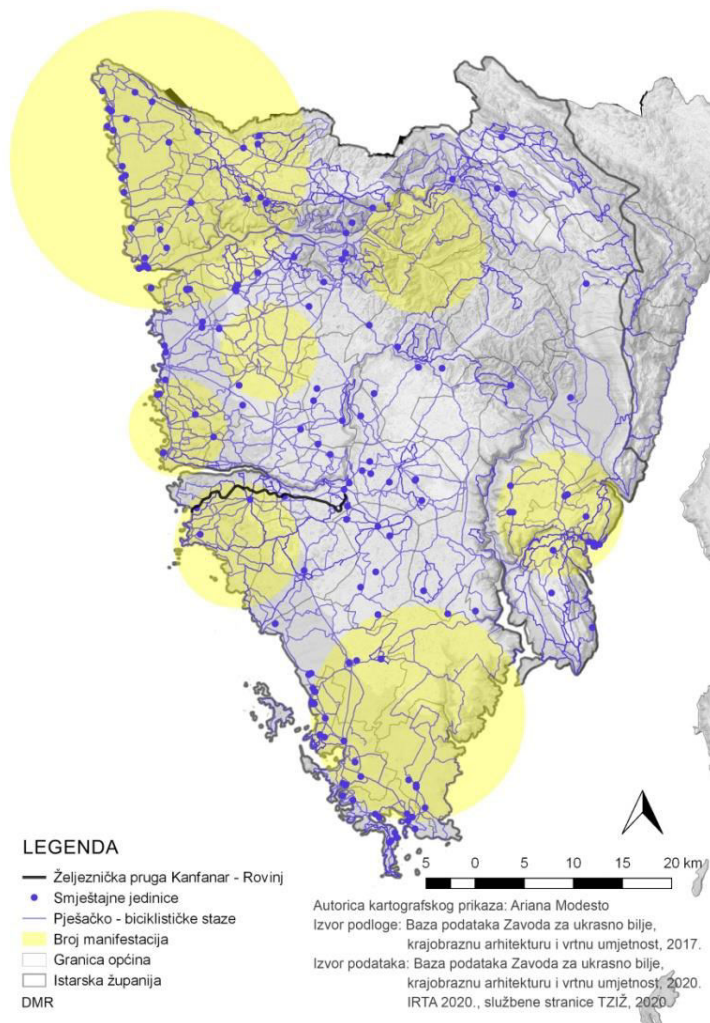 LEGENDA
Željeznička pruga Kanfanar - Rovinj
Smještajne jedinice
Pješačko - biciklističke staze
Broj manifestacija
Granica općina
Istarska županija
DMR
5 0 5 10 15 20 km
Autorica kartografskog prikaza: Ariana Modesto
Izvor podloge: Baza podataka Zavoda za ukrasno bilje,
krajobraznu arhitekturu i vrtnu umjetnost, 2017.
Izvor podataka: Baza podataka Zavoda za ukrasno bilje,
krajobraznu arhitekturu i vrtnu umjetnost, 2020.
IRTA 2020., službene stranice TZIŽ, 2020.